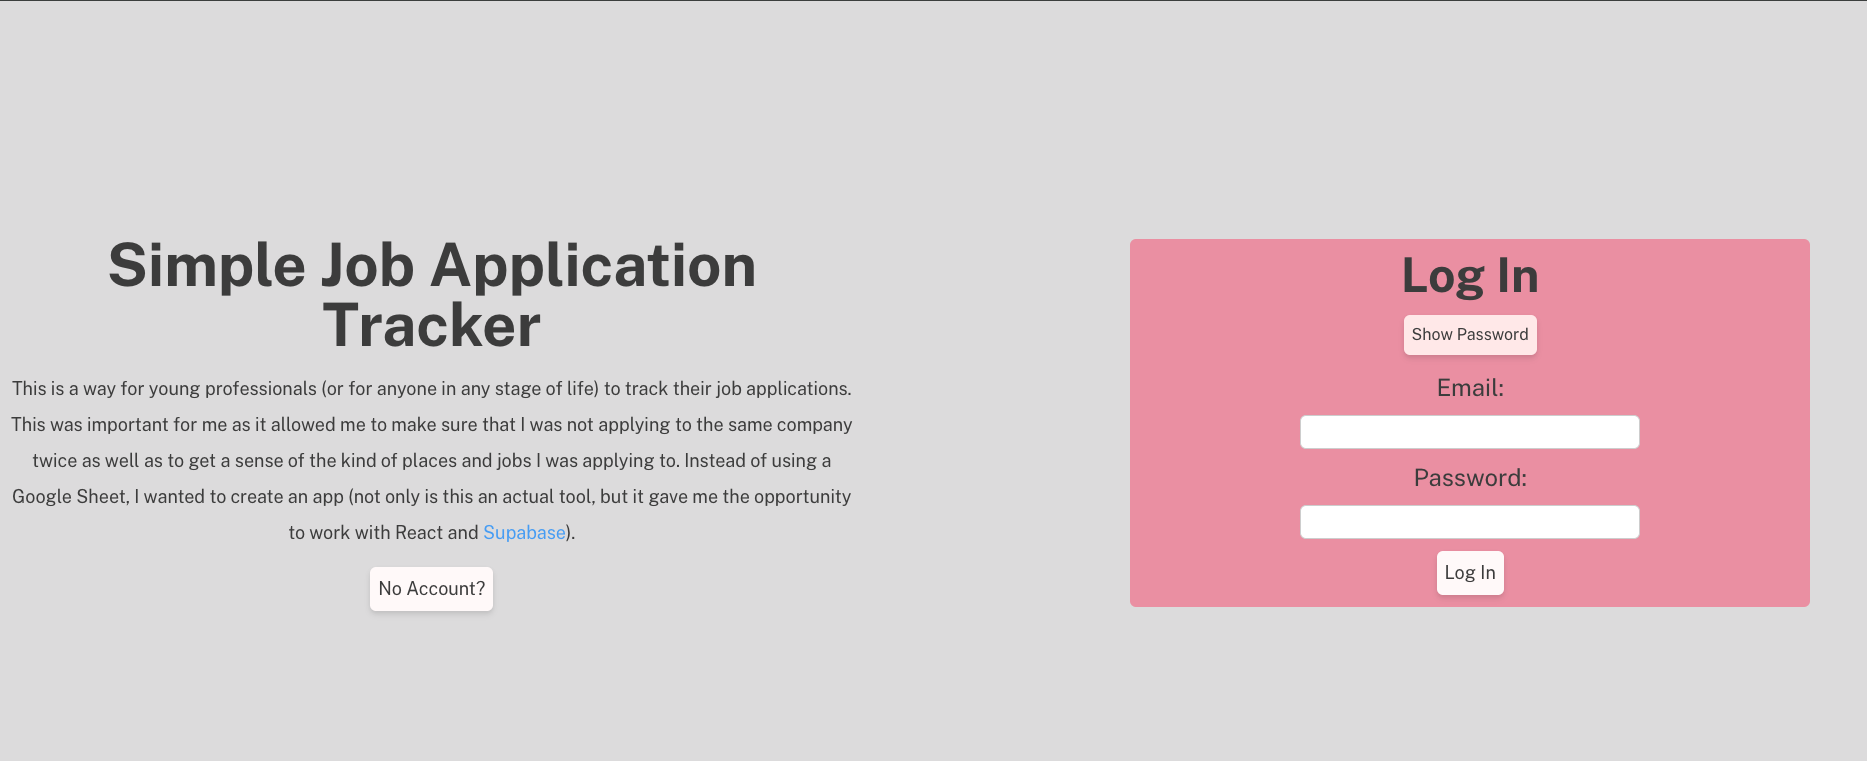 Simple Job Application
Tracker
This is a way for young professionals (or for anyone in any stage of life) to track their job applications.
This was important for me as it allowed me to make sure that I was not applying to the same company
twice as well as to get a sense of the kind of places and jobs I was applying to. Instead of using a
Google Sheet, I wanted to create an app (not only is this an actual tool, but it gave me the opportunity
to work with React and Supabase).
No Account?
Log In
Show Password
Email:
Password:
Log In